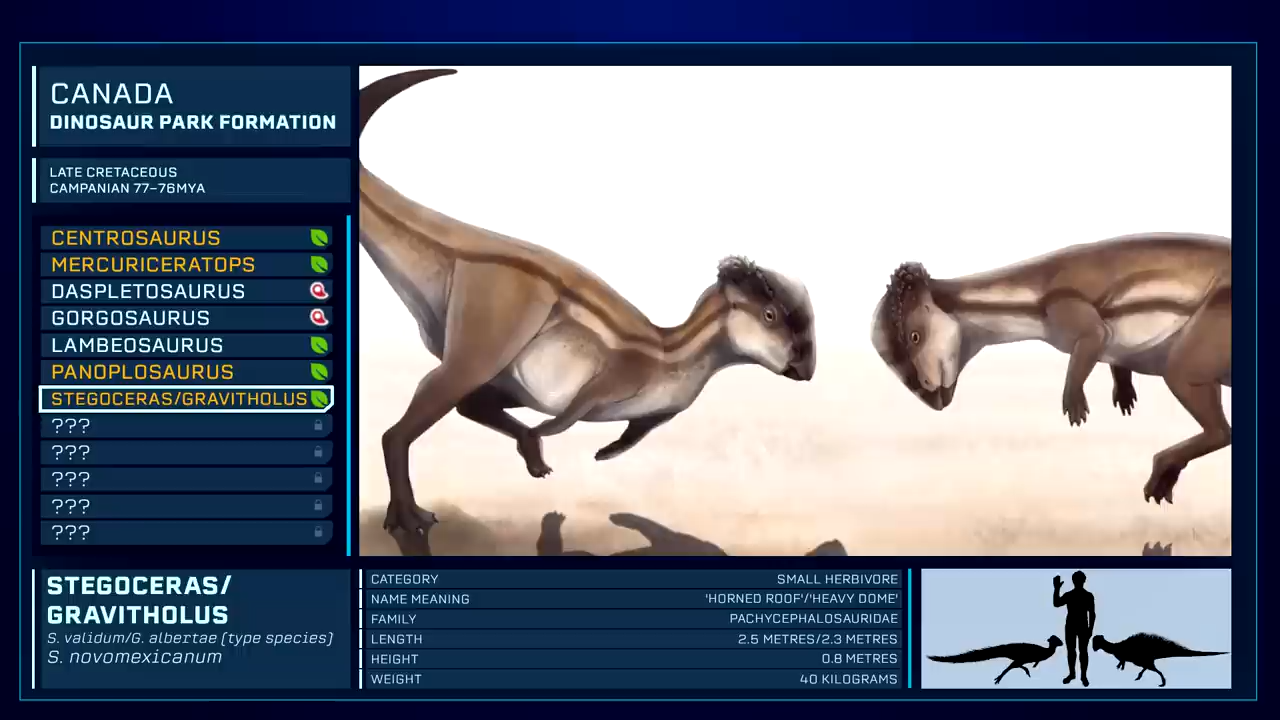 CANADA
DINOSAUR PARK FORMATION
LATE CRETACEOUS
CAMPANIAN 77–76MYA
CENTROSAURUS
MERCURICERATOPS
DASPLETOSAURUS
GORGOSAURUS
LAMBEOSAURUS
PANOPLOSAURUS
STEGOCERAS/GRAVITHOLUS
???
???
???
???
???
STEGOCERAS/
GRAVITHOLUS
S. validum/G. albertae (type species)
S. novomexicanum
CATEGORY SMALL HERBIVORE
NAME MEANING 'HORNED ROOF'/'HEAVY DOME'
FAMILY PACHYCEPHALOSAURIDAE
LENGTH 2.5 METRES/2.3 METRES
HEIGHT 0.8 METRES
WEIGHT 40 KILOGRAMS